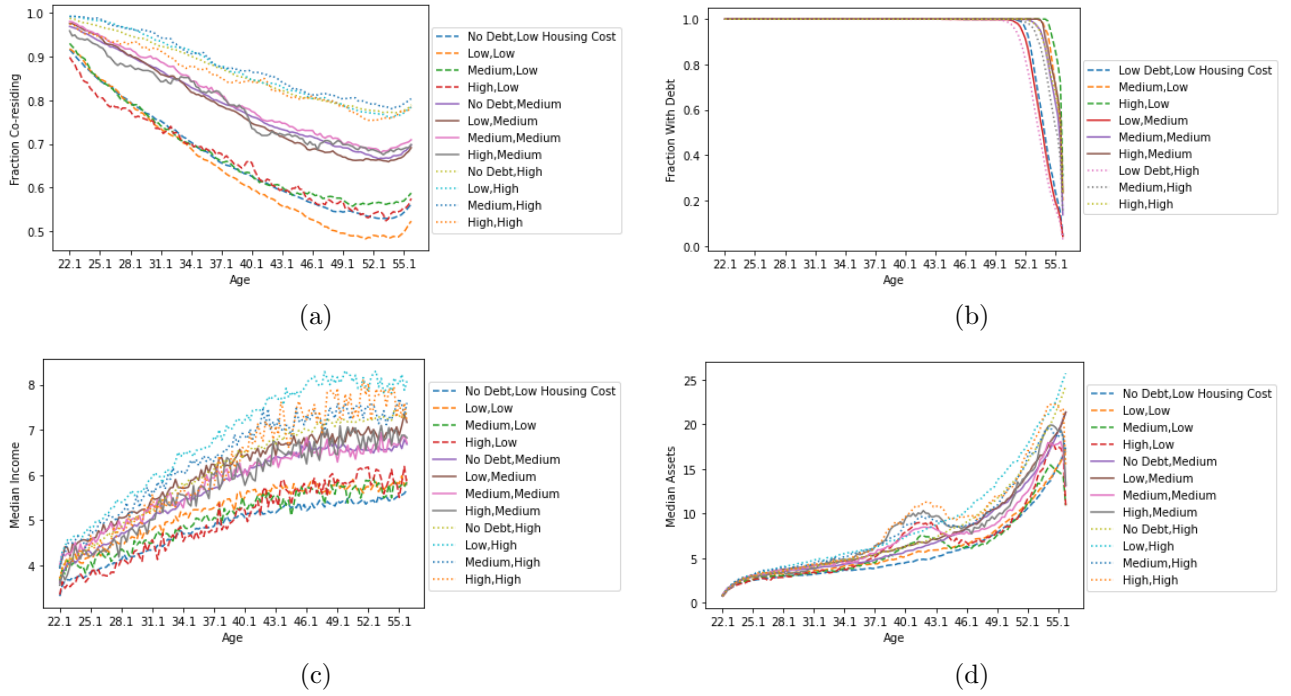 1.0
0.9
0.8
0.7
0.6
0.5
Fraction Co-residing
22.1 25.1 28.1 31.1 34.1 37.1 40.1 43.1 46.1 49.1 52.1 55.1
Age
No Debt,Low Housing Cost
Low,Low
Medium,Low
High,Low
No Debt,Medium
Low,Medium
Medium,Medium
High,Medium
No Debt,High
Low,High
Medium,High
High,High
(a)
1.0
0.8
0.6
0.4
0.2
0.0
Fraction With Debt
22.1 25.1 28.1 31.1 34.1 37.1 40.1 43.1 46.1 49.1 52.1 55.1
Age
Low Debt,Low Housing Cost
Medium,Low
High,Low
Low,Medium
Medium,Medium
High,Medium
Low Debt,High
Medium,High
High,High
(b)
8
7
6
5
4
Median Income
22.1 25.1 28.1 31.1 34.1 37.1 40.1 43.1 46.1 49.1 52.1 55.1
Age
No Debt,Low Housing Cost
Low,Low
Medium,Low
High,Low
No Debt,Medium
Low,Medium
Medium,Medium
High,Medium
No Debt,High
Low,High
Medium,High
High,High
(c)
25
20
15
10
5
0
Median Assets
22.1 25.1 28.1 31.1 34.1 37.1 40.1 43.1 46.1 49.1 52.1 55.1
Age
No Debt,Low Housing Cost
Low,Low
Medium,Low
High,Low
No Debt,Medium
Low,Medium
Medium,Medium
High,Medium
No Debt,High
Low,High
Medium,High
High,High
(d)